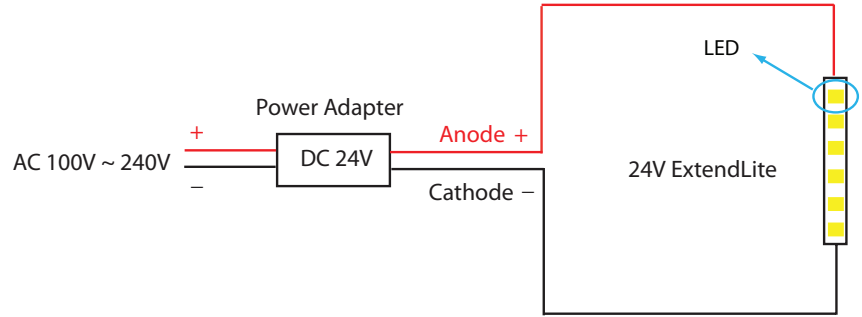 LED
Power Adapter
+
Anode +
AC 100V ~ 240V
DC 24V
24V ExtendLite
−
Cathode −